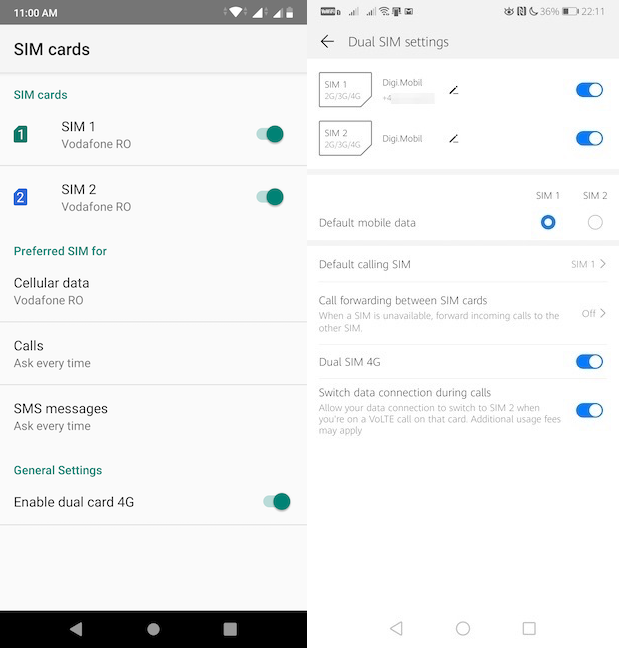 11:00 AM
SIM cards
SIM cards
1
SIM 1
Vodafone RO
2
SIM 2
Vodafone RO
Preferred SIM for
Cellular data
Vodafone RO
Calls
Ask every time
SMS messages
Ask every time
General Settings
Enable dual card 4G
36% 22:11
Dual SIM settings
SIM 1
2G/3G/4G
Digi.Mobil
+4
SIM 2
2G/3G/4G
Digi.Mobil
SIM 1 SIM 2
Default mobile data
Default calling SIM SIM 1
Call forwarding between SIM cards
When a SIM is unavailable, forward incoming calls to the
other SIM.
Off
Dual SIM 4G
Switch data connection during calls
Allow your data connection to switch to SIM 2 when
you're on a VoLTE call on that card. Additional usage fees
may apply